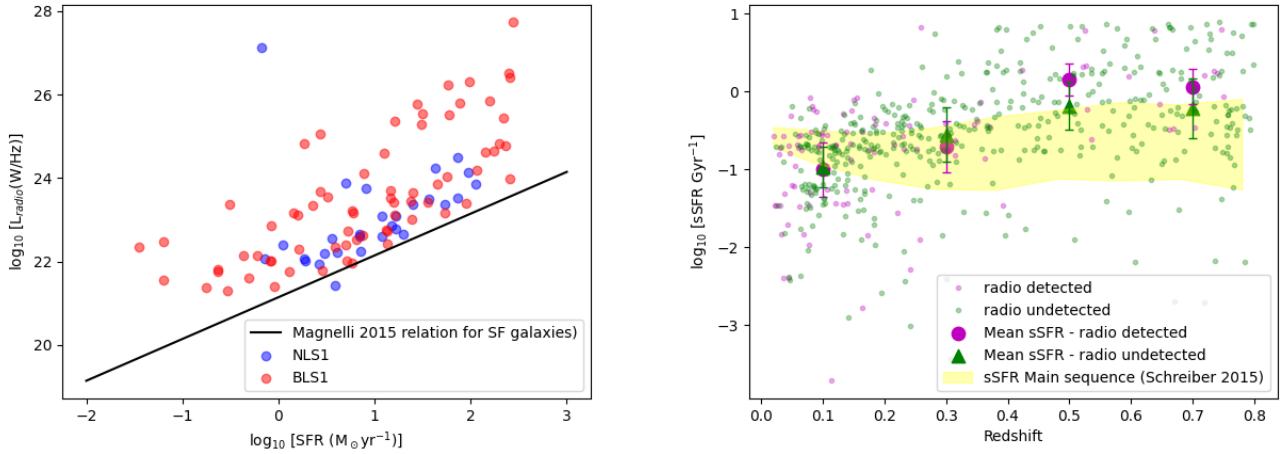 28
26
24
22
20
log₁₀ [L_radio(W/Hz)]
Magnelli 2015 relation for SF galaxies)
NLS1
BLS1
−2 −1 0 1 2 3
log₁₀ [SFR (M_⊙yr⁻¹)]
1
0
−1
−2
−3
log₁₀ [sSFR Gyr⁻¹)]
radio detected
radio undetected
Mean sSFR - radio detected
Mean sSFR - radio undetected
sSFR Main sequence (Schreiber 2015)
0.0 0.1 0.2 0.3 0.4 0.5 0.6 0.7 0.8
Redshift